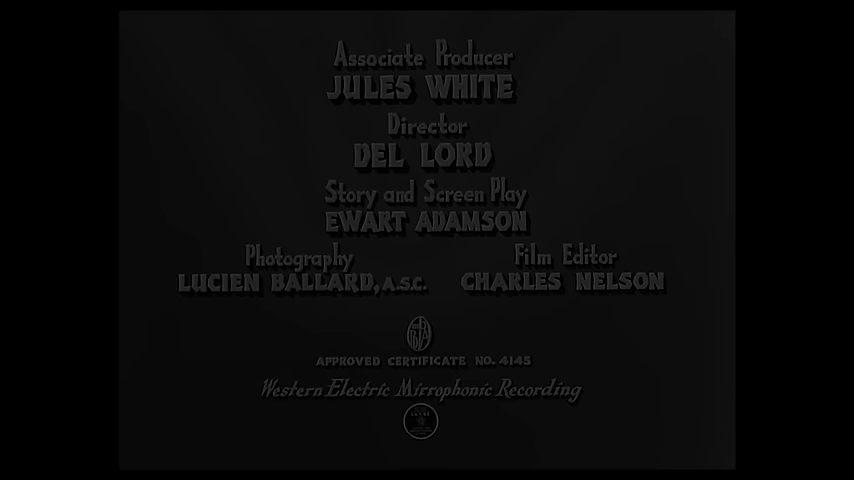 Associate Producer
JULES WHITE
Director
DEL LORD
Story and Screen Play
EWART ADAMSON
Photography
LUCIEN BALLARD, A.S.C.
Film Editor
CHARLES NELSON
APPROVED CERTIFICATE NO. 4145
Western Electric Mirrophonic Recording